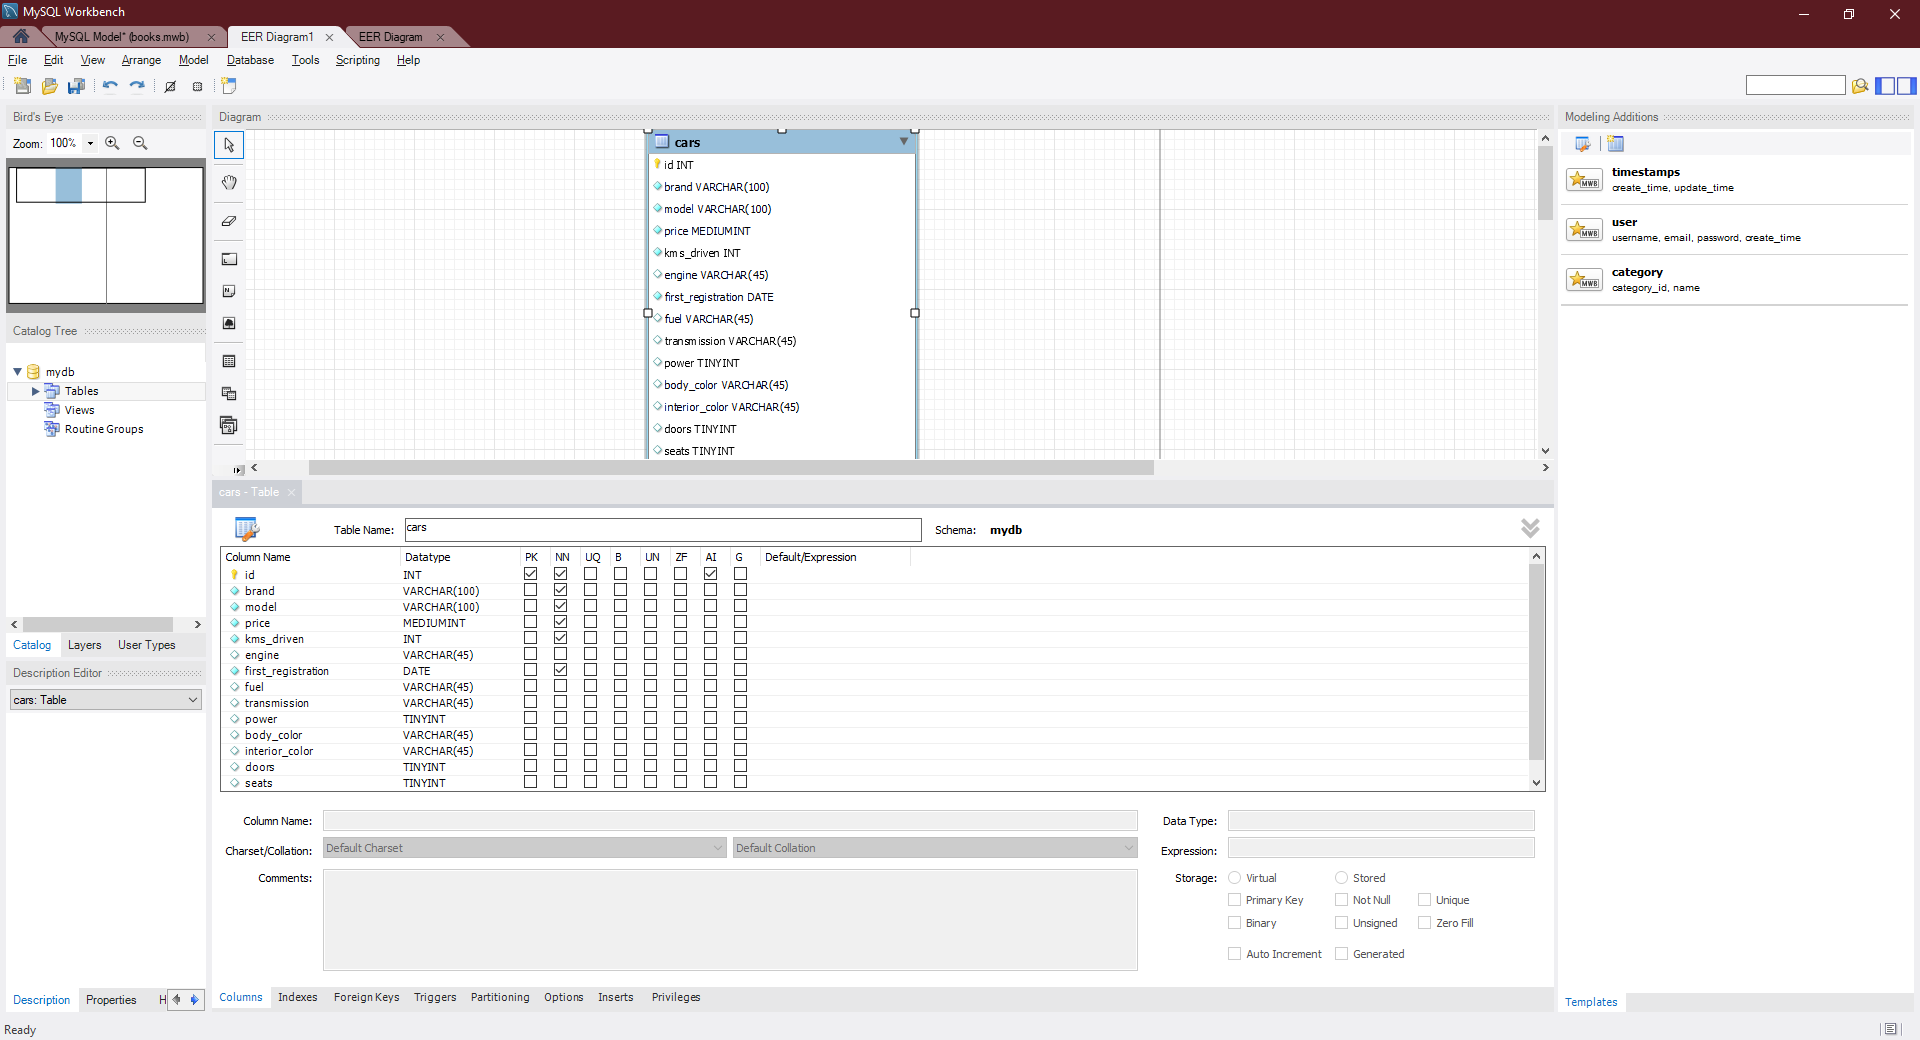 MySQL Workbench
MySQL Model* (books.mwb)
EER Diagram1
EER Diagram
File Edit View Arrange Model Database Tools Scripting Help
Bird's Eye
Zoom: 100%
Catalog Tree
mydb
Tables
Views
Routine Groups
Catalog Layers User Types
Description Editor
cars: Table
Description Properties H
Diagram
cars
id INT
brand VARCHAR(100)
model VARCHAR(100)
price MEDIUMINT
kms_driven INT
engine VARCHAR(45)
first_registration DATE
fuel VARCHAR(45)
transmission VARCHAR(45)
power TINYINT
body_color VARCHAR(45)
interior_color VARCHAR(45)
doors TINYINT
seats TINYINT
cars - Table
Table Name: cars Schema: mydb
Column Name Datatype PK NN UQ B UN ZF AI G Default/Expression
id INT
brand VARCHAR(100)
model VARCHAR(100)
price MEDIUMINT
kms_driven INT
engine VARCHAR(45)
first_registration DATE
fuel VARCHAR(45)
transmission VARCHAR(45)
power TINYINT
body_color VARCHAR(45)
interior_color VARCHAR(45)
doors TINYINT
seats TINYINT
Column Name: Data Type:
Charset/Collation: Default Charset Default Collation Expression:
Comments: Storage: Virtual Stored
Primary Key Not Null Unique
Binary Unsigned Zero Fill
Auto Increment Generated
Columns Indexes Foreign Keys Triggers Partitioning Options Inserts Privileges
Modeling Additions
MWB
timestamps
create_time, update_time
MWB
user
username, email, password, create_time
MWB
category
category_id, name
Templates
Ready